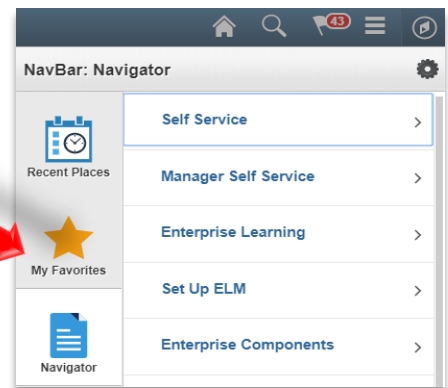 43
NavBar: Navigator
Recent Places
My Favorites
Navigator
Self Service
Manager Self Service
Enterprise Learning
Set Up ELM
Enterprise Components